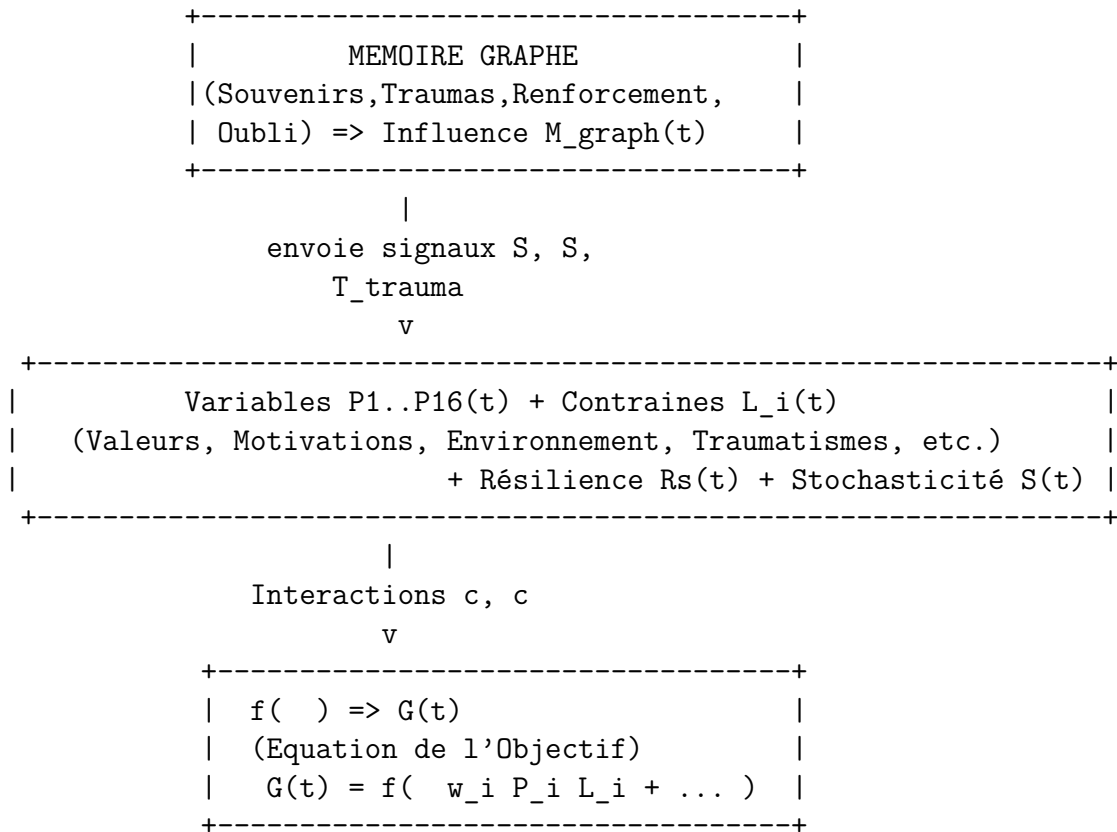 MEMOIRE GRAPHE
(Souvenirs,Traumas,Renforcement,
Oubli) => Influence M_graph(t)
envoie signaux S, S,
T_trauma
v
Variables P1..P16(t) + Contraines L_i(t)
(Valeurs, Motivations, Environnement, Traumatismes, etc.)
+ Résilience Rs(t) + Stochasticité S(t)
Interactions c, c
v
f(  ) => G(t)
(Equation de l'Objectif)
G(t) = f(  w_i P_i L_i + ... )